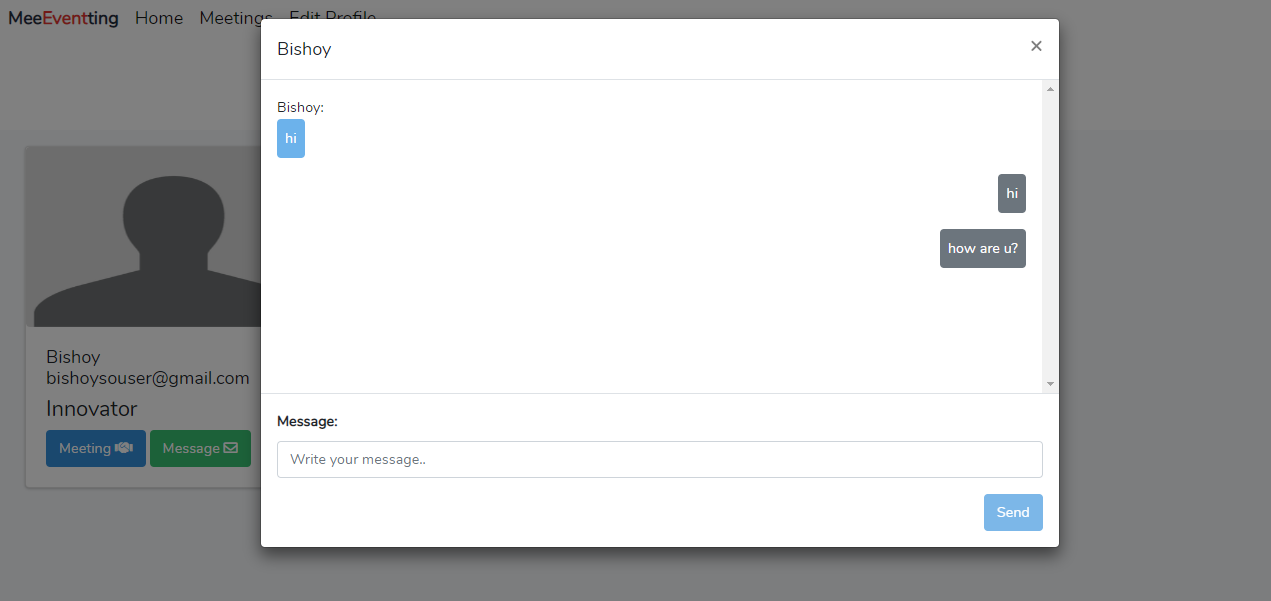 MeeEventting Home Meetings Edit Profile
Bishoy
×
Bishoy:
hi
hi
how are u?
Bishoy
bishoysouser@gmail.com
Innovator
Meeting
Message
Message:
Write your message..
Send